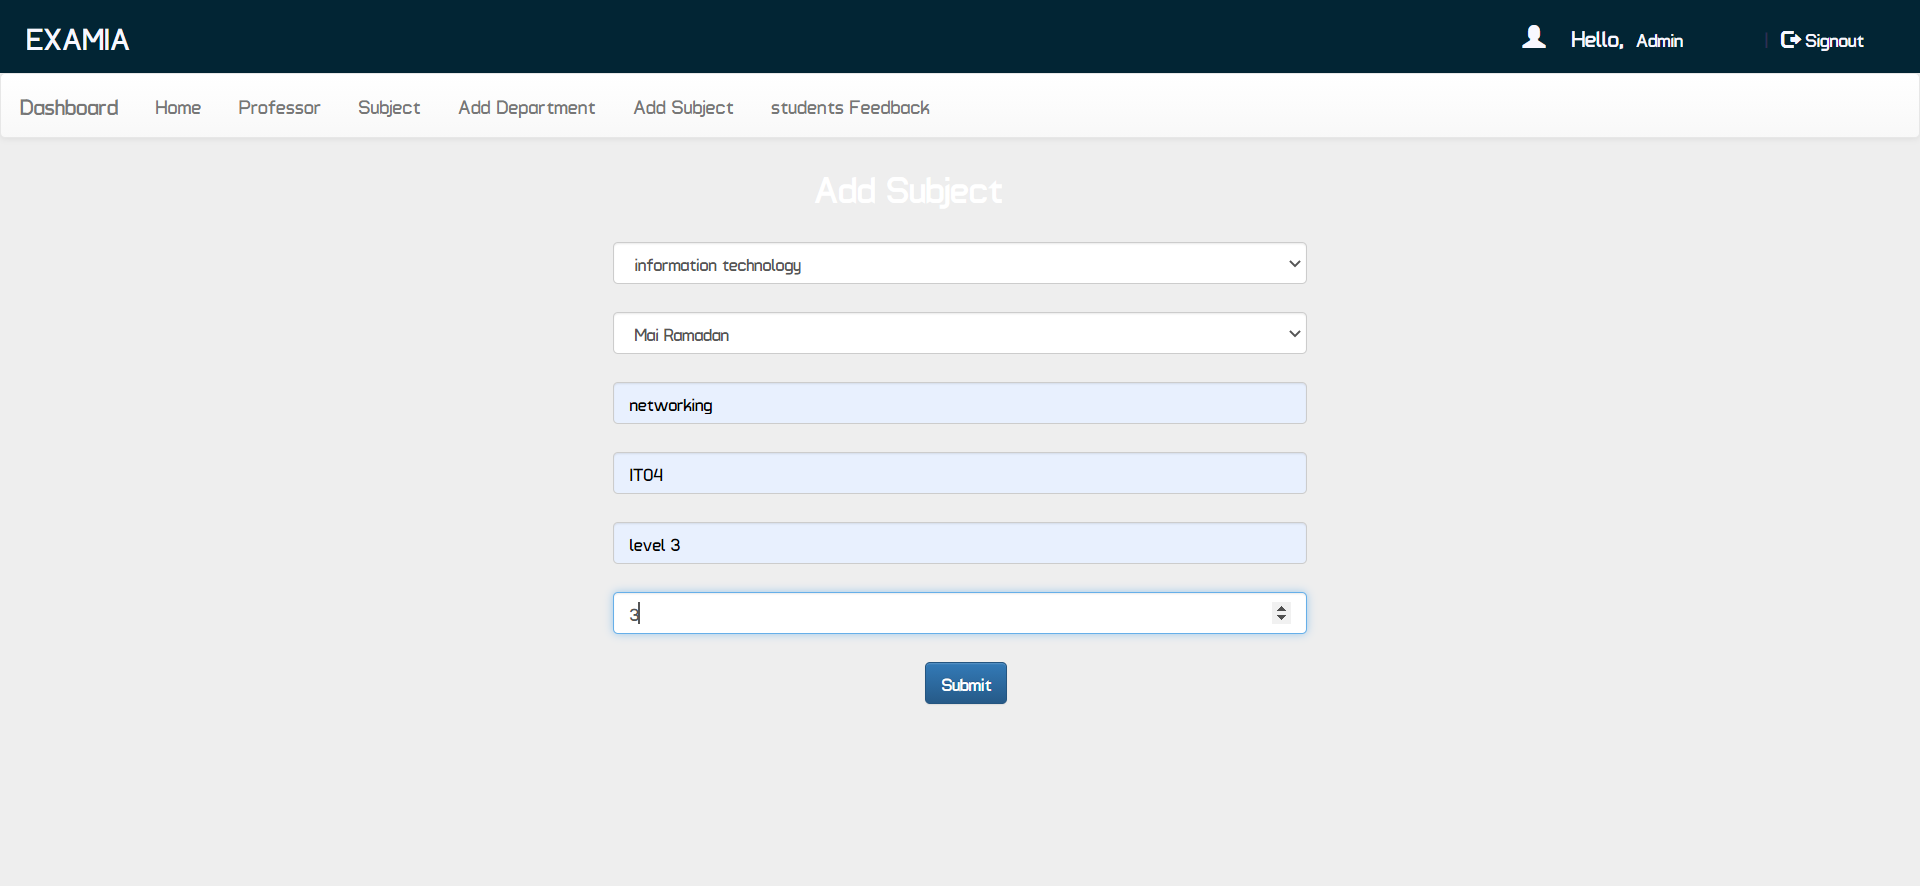 EXAMIA
Hello, Admin
| Signout
Dashboard Home Professor Subject Add Department Add Subject students Feedback
Add Subject
information technology
Mai Ramadan
networking
IT04
level 3
3
Submit